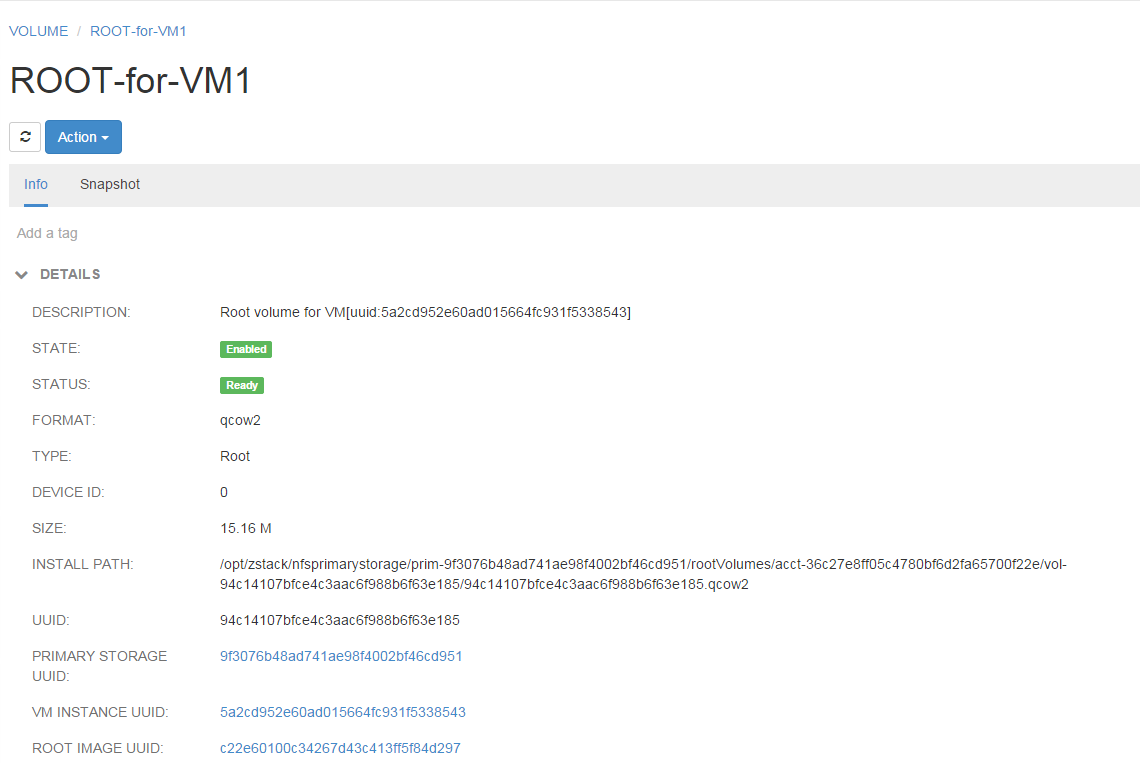 VOLUME / ROOT-for-VM1
ROOT-for-VM1
Action
Info Snapshot
Add a tag
DETAILS
DESCRIPTION: Root volume for VM[uuid:5a2cd952e60ad015664fc931f5338543]
STATE: Enabled
STATUS: Ready
FORMAT: qcow2
TYPE: Root
DEVICE ID: 0
SIZE: 15.16 M
INSTALL PATH: /opt/zstack/nfsprimarystorage/prim-9f3076b48ad741ae98f4002bf46cd951/rootVolumes/acct-36c27e8ff05c4780bf6d2fa65700f22e/vol-
94c14107bfce4c3aac6f988b6f63e185/94c14107bfce4c3aac6f988b6f63e185.qcow2
UUID: 94c14107bfce4c3aac6f988b6f63e185
PRIMARY STORAGE 9f3076b48ad741ae98f4002bf46cd951
UUID:
VM INSTANCE UUID: 5a2cd952e60ad015664fc931f5338543
ROOT IMAGE UUID: c22e60100c34267d43c413ff5f84d297